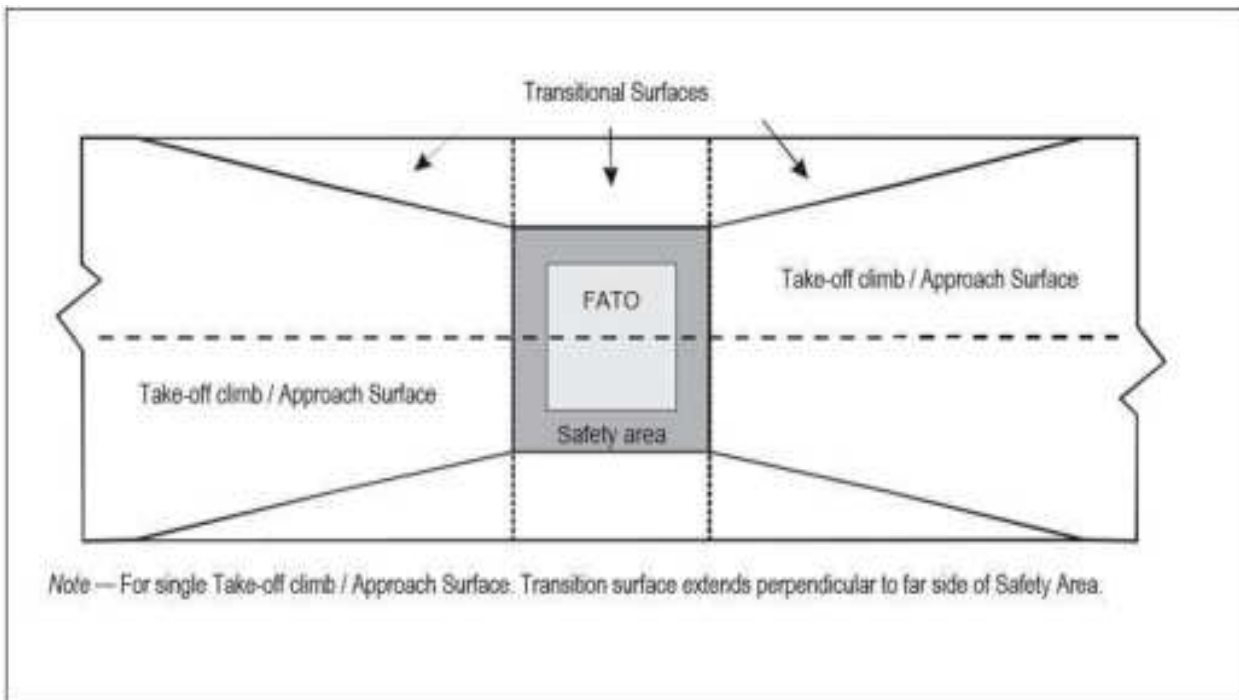 Transitional Surfaces
Take-off climb / Approach Surface
FATO
Take-off climb / Approach Surface
Safety area
Note — For single Take-off climb / Approach Surface. Transition surface extends perpendicular to far side of Safety Area.